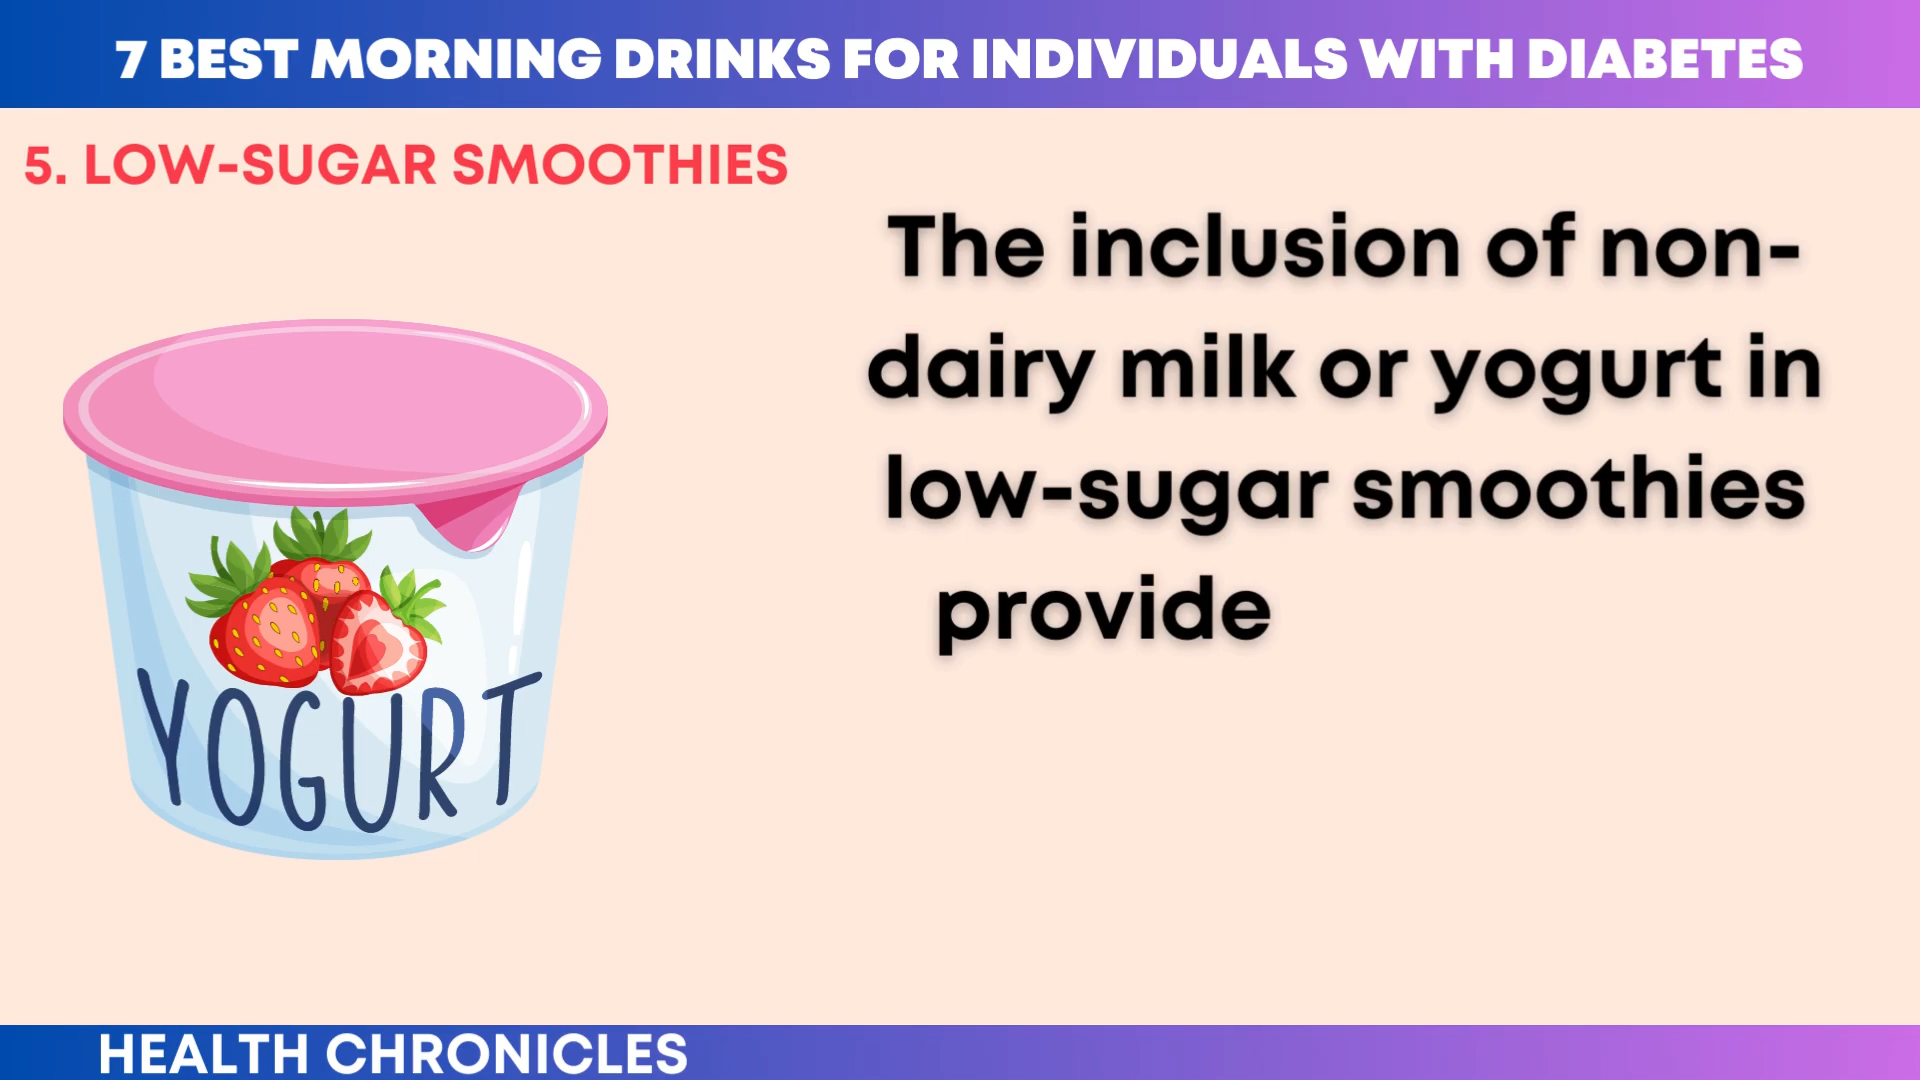 7 BEST MORNING DRINKS FOR INDIVIDUALS WITH DIABETES
5. LOW-SUGAR SMOOTHIES
The inclusion of non-
dairy milk or yogurt in
low-sugar smoothies
provide
YOGURT
HEALTH CHRONICLES